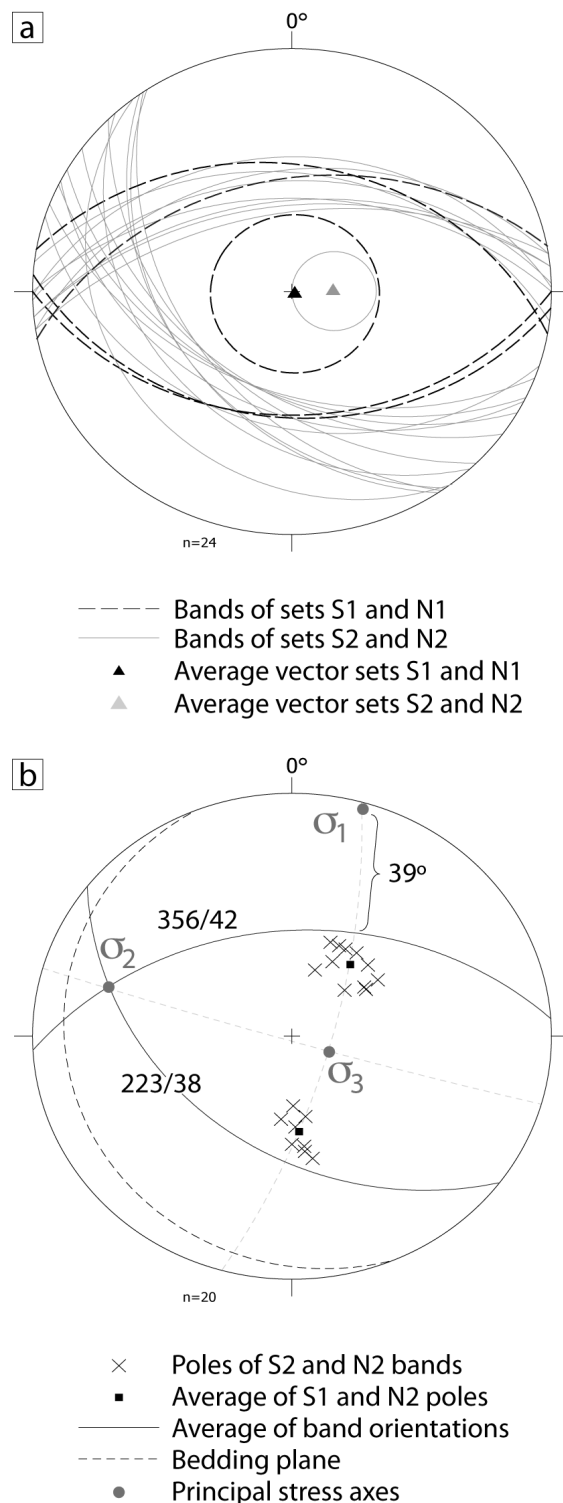 a
0°
n=24
Bands of sets S1 and N1
Bands of sets S2 and N2
Average vector sets S1 and N1
Average vector sets S2 and N2
b
0°
σ1
39º
356/42
σ2
σ3
223/38
n=20
Poles of S2 and N2 bands
Average of S1 and N2 poles
Average of band orientations
Bedding plane
Principal stress axes